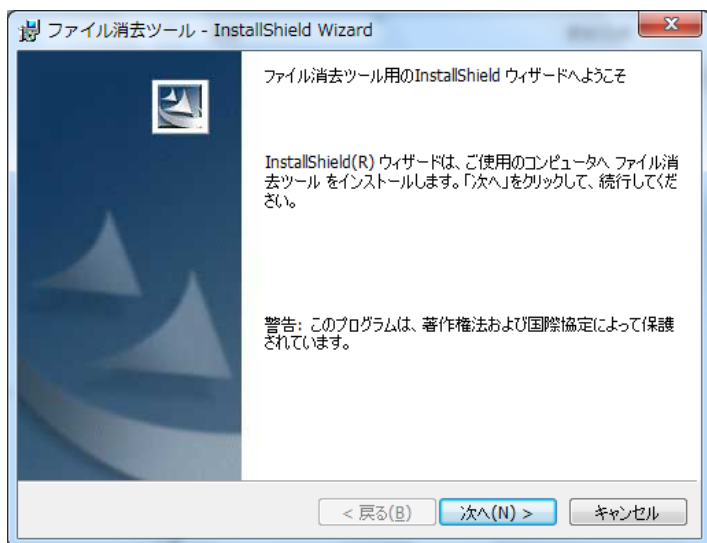 ファイル消去ツール - InstallShield Wizard
ファイル消去ツール用のInstallShield ウィザードへようこそ
InstallShield(R) ウィザードは、ご使用のコンピュータへ ファイル消
去ツール をインストールします。「次へ」をクリックして、続行してくだ
さい。
警告: このプログラムは、著作権法および国際協定によって保護
されています。
< 戻る(B)
次へ(N) >
キャンセル